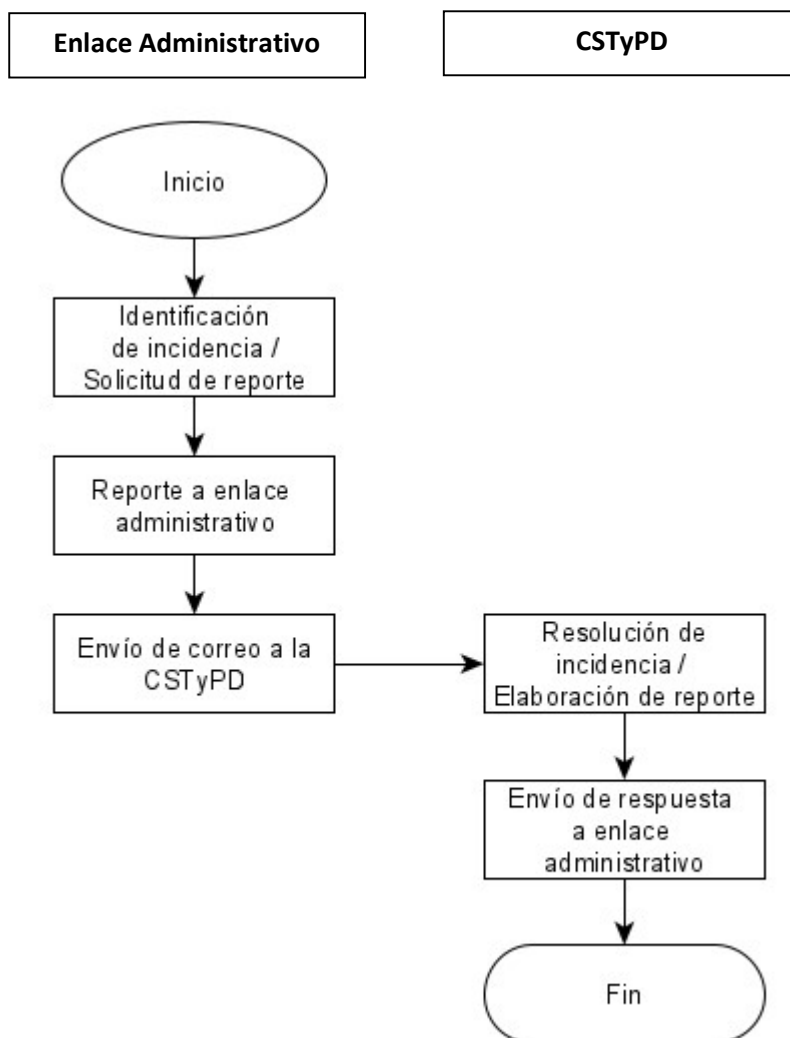 Enlace Administrativo
CSTyPD
Inicio
Identificación
de incidencia /
Solicitud de reporte
Reporte a enlace
administrativo
Envío de correo a la
CSTyPD
Resolución de
incidencia /
Elaboración de reporte
Envío de respuesta
a enlace
administrativo
Fin